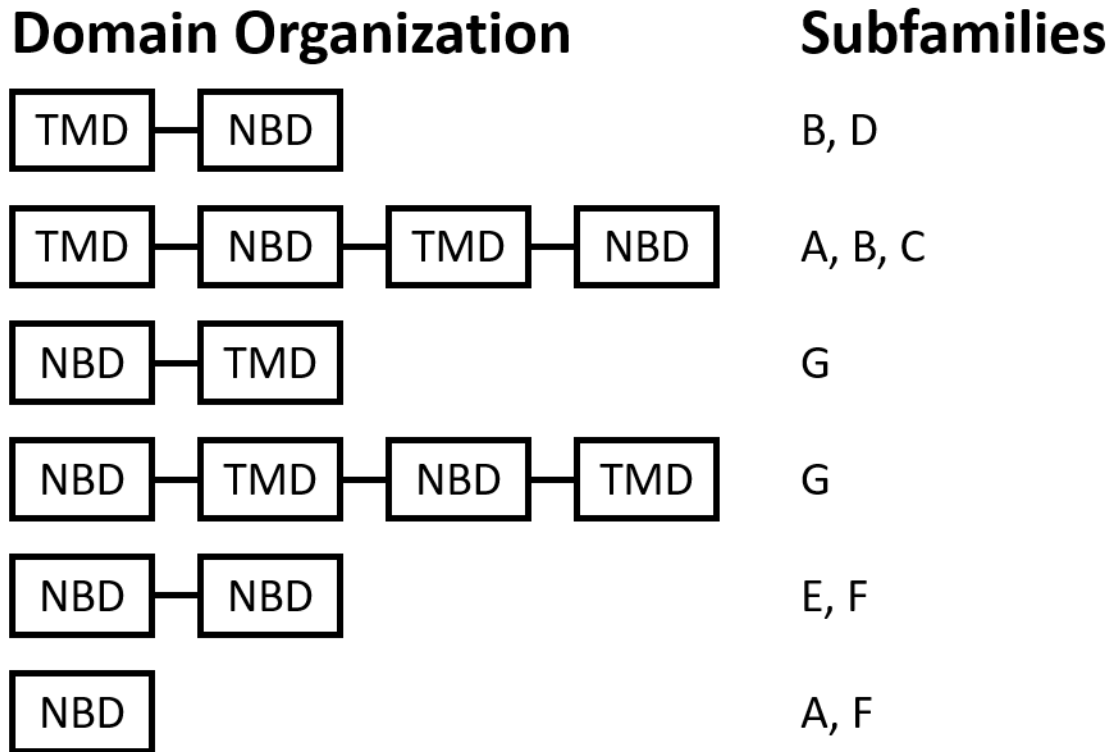 Domain Organization Subfamilies
TMD NBD B, D
TMD NBD TMD NBD A, B, C
NBD TMD G
NBD TMD NBD TMD G
NBD NBD E, F
NBD A, F